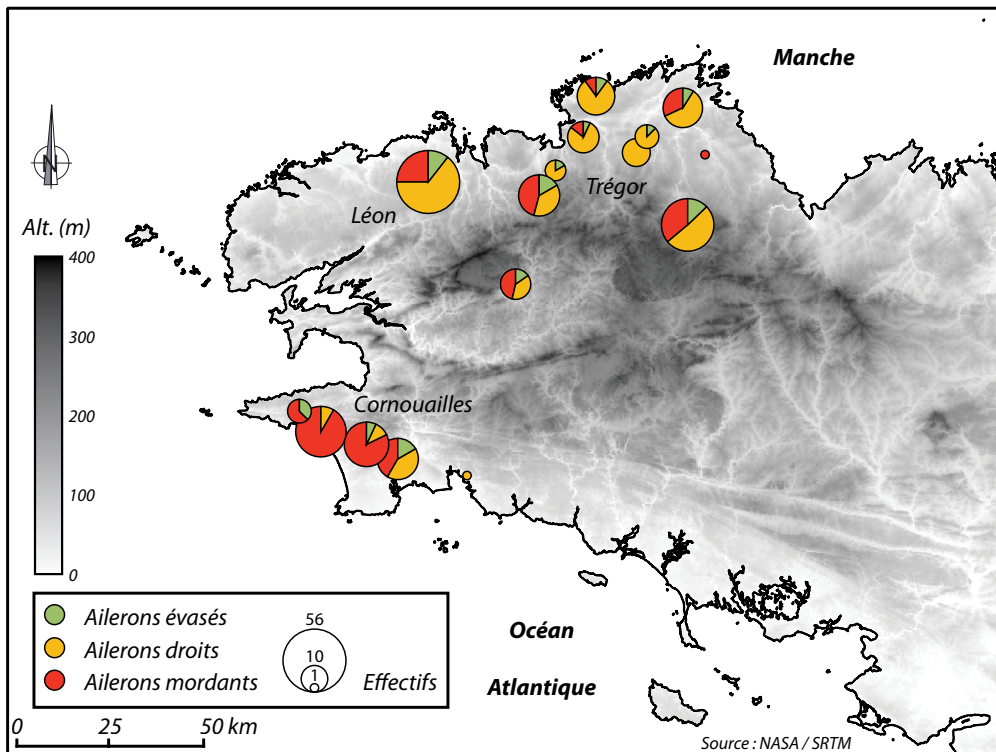 Manche
N
Trégor
Léon
Alt. (m)
400
300
200
100
0
Cornouailles
Ailerons évasés
Ailerons droits
Ailerons mordants
56
10
1
Effectifs
Océan
Atlantique
0 25 50 km
Source : NASA / SRTM